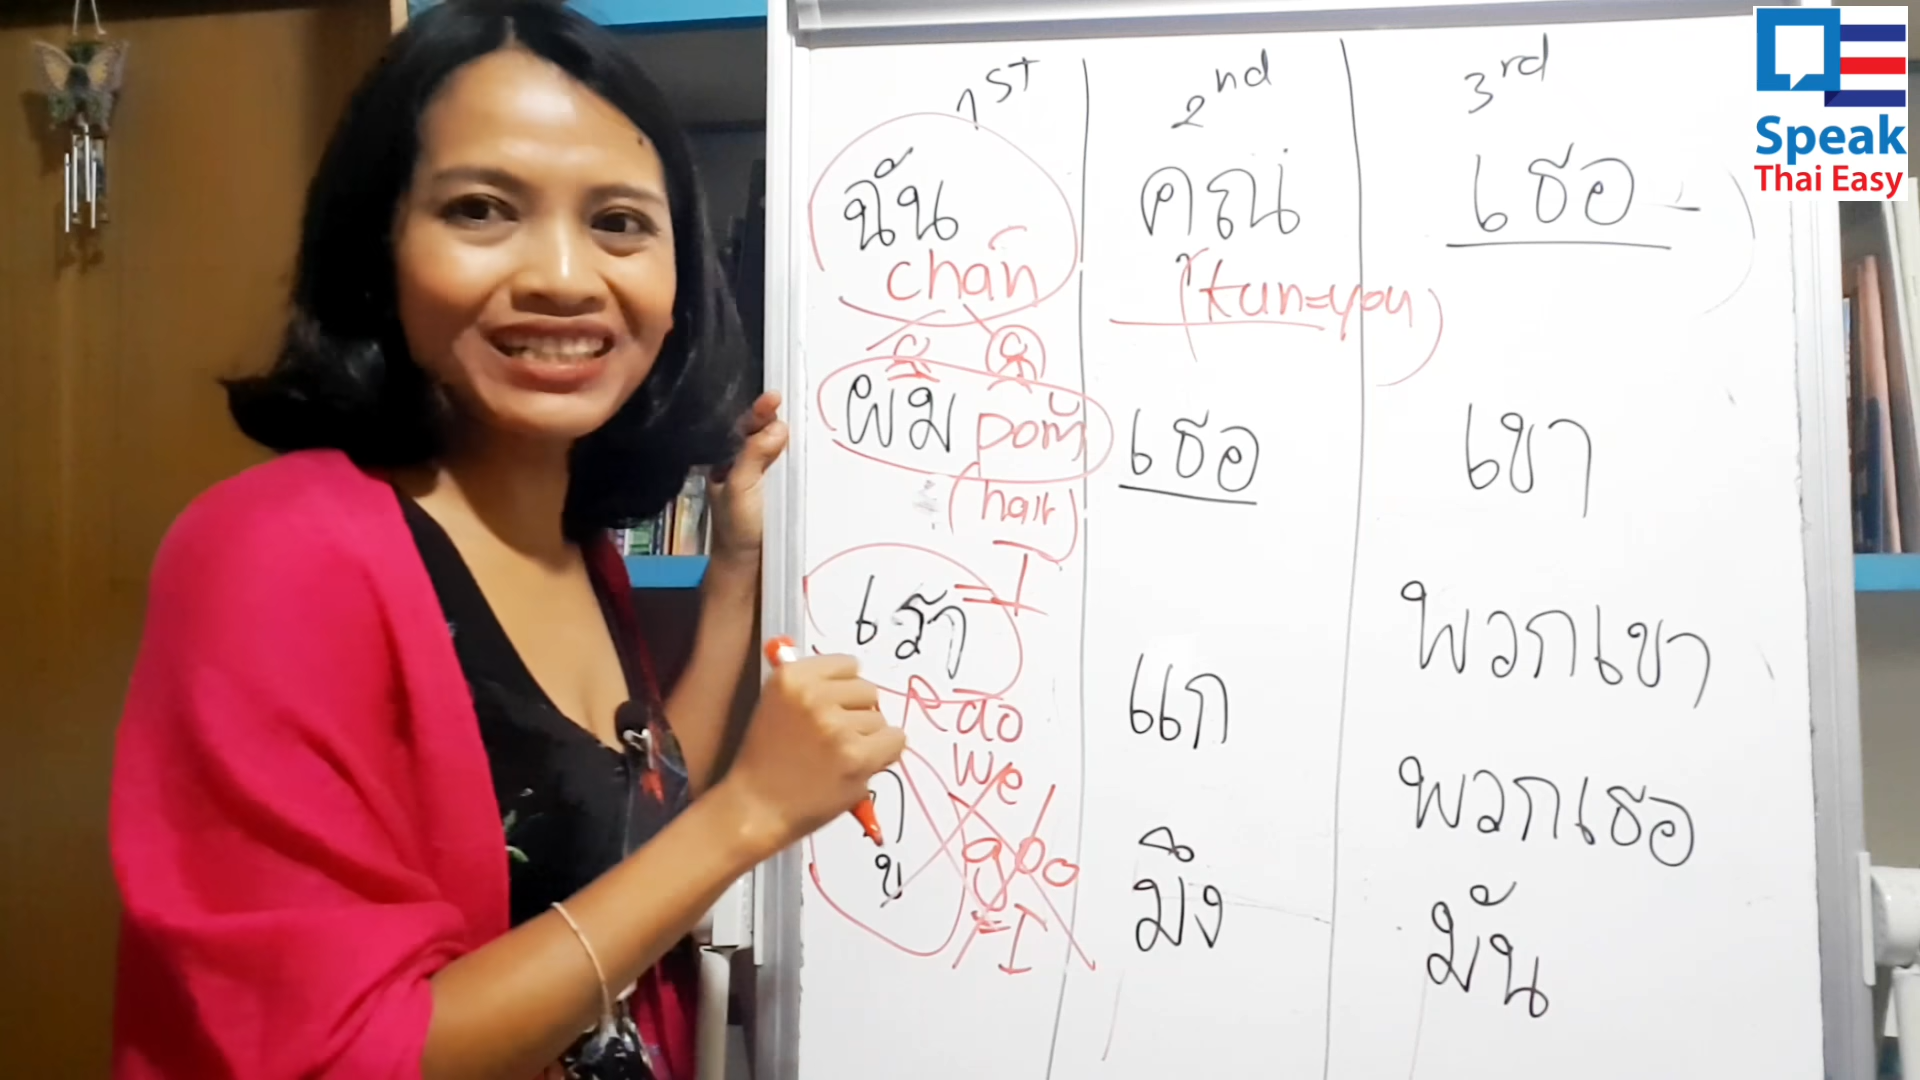 1ST
ฉัน
chan
ผม pom
(hair)
เรา = I
Rao
we
กู
goo
= I
2nd
คุณ
(kun=you)
เธอ
แก
มึง
3rd
เธอ
เขา
พวกเขา
พวกเธอ
มัน
Speak
Thai Easy